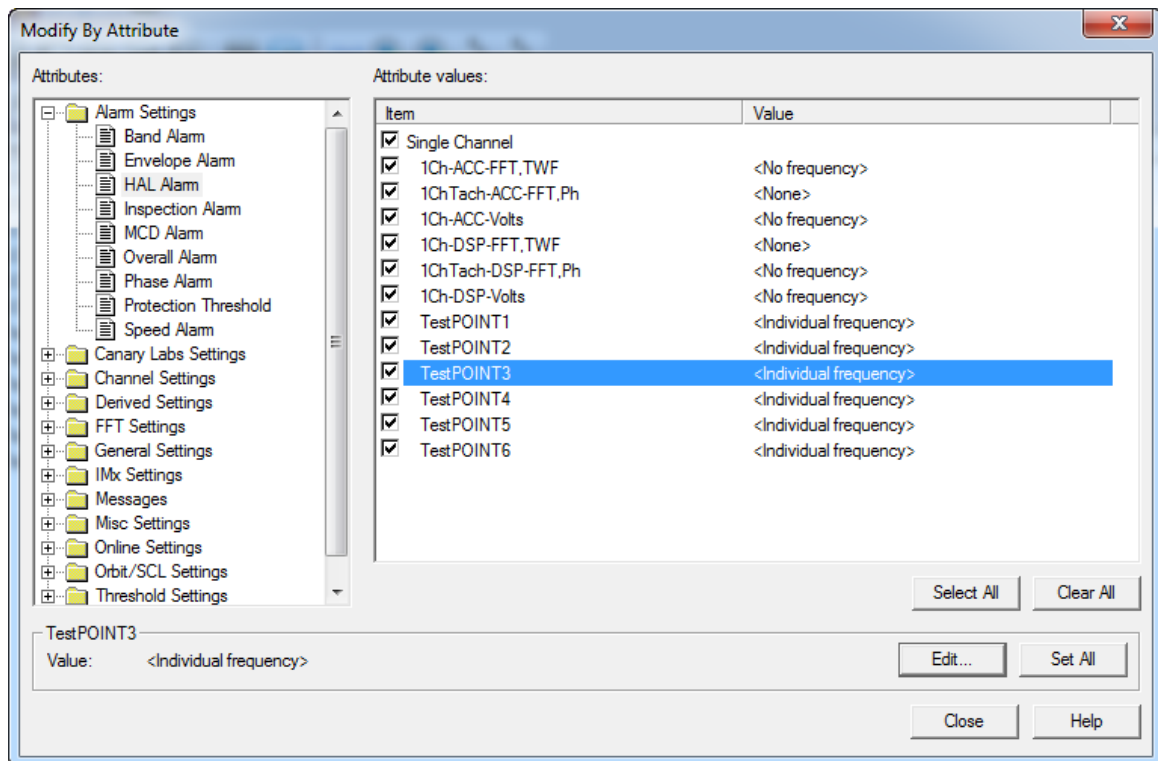 Modify By Attribute
Attributes:
Alarm Settings
Band Alarm
Envelope Alarm
HAL Alarm
Inspection Alarm
MCD Alarm
Overall Alarm
Phase Alarm
Protection Threshold
Speed Alarm
Canary Labs Settings
Channel Settings
Derived Settings
FFT Settings
General Settings
IMx Settings
Messages
Misc Settings
Online Settings
Orbit/SCL Settings
Threshold Settings
Attribute values:
Item Value
Single Channel
1Ch-ACC-FFT,TWF <No frequency>
1ChTach-ACC-FFT,Ph <None>
1Ch-ACC-Volts <No frequency>
1Ch-DSP-FFT,TWF <None>
1ChTach-DSP-FFT,Ph <No frequency>
1Ch-DSP-Volts <No frequency>
TestPOINT1 <Individual frequency>
TestPOINT2 <Individual frequency>
TestPOINT3 <Individual frequency>
TestPOINT4 <Individual frequency>
TestPOINT5 <Individual frequency>
TestPOINT6 <Individual frequency>
Select All Clear All
TestPOINT3
Value: <Individual frequency> Edit... Set All
Close Help